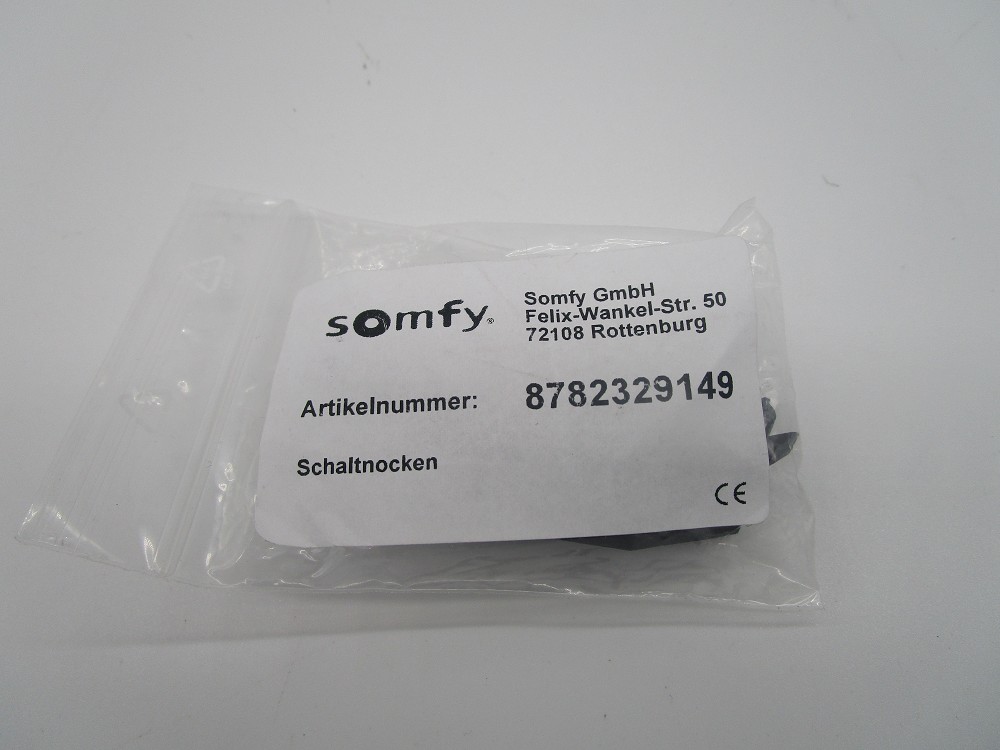 somfy®
Somfy GmbH
Felix-Wankel-Str. 50
72108 Rottenburg
Artikelnummer: 8782329149
Schaltnocken
CE